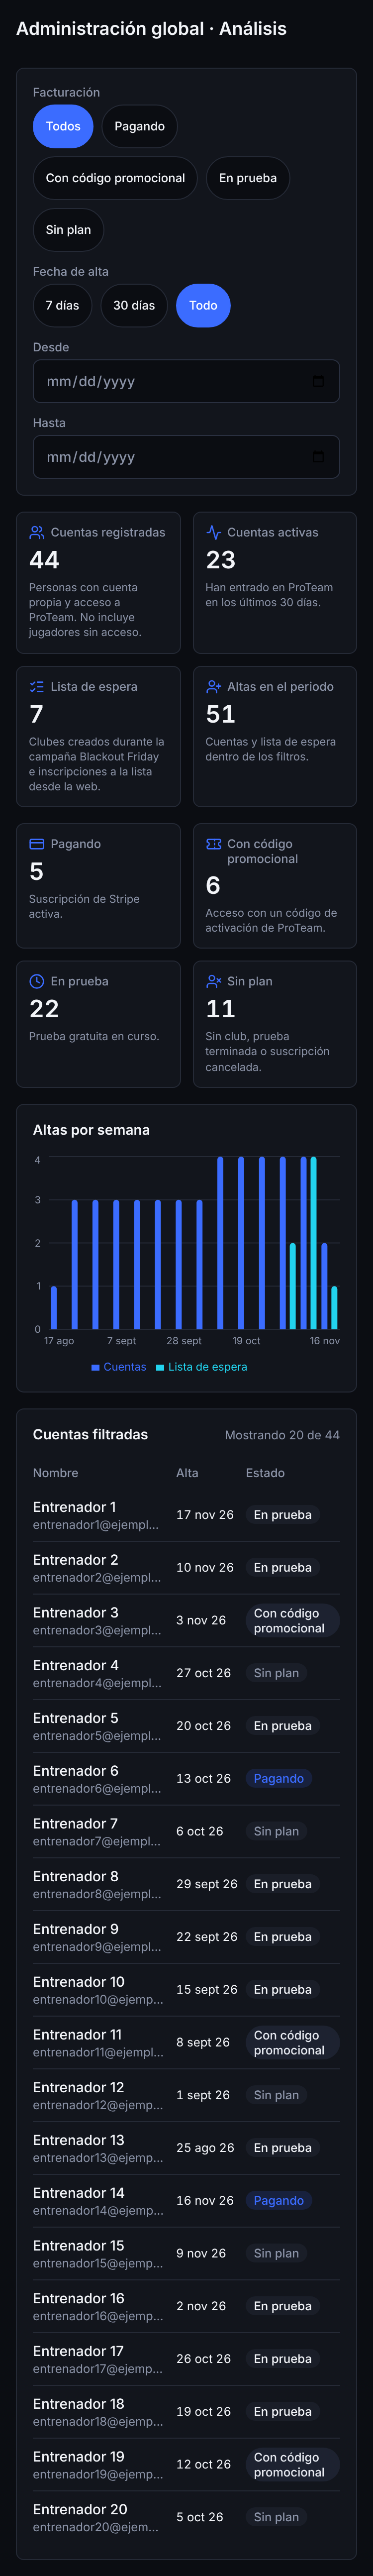 Administración global · Análisis
Facturación
Todos
Pagando
Con código promocional
En prueba
Sin plan
Fecha de alta
7 días
30 días
Todo
Desde
mm/dd/yyyy
Hasta
mm/dd/yyyy
Cuentas registradas
44
Personas con cuenta
propia y acceso a
ProTeam. No incluye
jugadores sin acceso.
Cuentas activas
23
Han entrado en ProTeam
en los últimos 30 días.
Lista de espera
7
Clubes creados durante la
campaña Blackout Friday
e inscripciones a la lista
desde la web.
Altas en el periodo
51
Cuentas y lista de espera
dentro de los filtros.
Pagando
5
Suscripción de Stripe
activa.
Con código
promocional
6
Acceso con un código de
activación de ProTeam.
En prueba
22
Prueba gratuita en curso.
Sin plan
11
Sin club, prueba
terminada o suscripción
cancelada.
Altas por semana
4
3
2
1
0
17 ago
7 sept
28 sept
19 oct
16 nov
Cuentas
Lista de espera
Cuentas filtradas
Mostrando 20 de 44
Nombre Alta Estado
Entrenador 1
entrenador1@ejempl...
17 nov 26
En prueba
Entrenador 2
entrenador2@ejempl...
10 nov 26
En prueba
Entrenador 3
entrenador3@ejempl...
3 nov 26
Con código
promocional
Entrenador 4
entrenador4@ejempl...
27 oct 26
Sin plan
Entrenador 5
entrenador5@ejempl...
20 oct 26
En prueba
Entrenador 6
entrenador6@ejempl...
13 oct 26
Pagando
Entrenador 7
entrenador7@ejempl...
6 oct 26
Sin plan
Entrenador 8
entrenador8@ejempl...
29 sept 26
En prueba
Entrenador 9
entrenador9@ejempl...
22 sept 26
En prueba
Entrenador 10
entrenador10@ejemp...
15 sept 26
En prueba
Entrenador 11
entrenador11@ejempl...
8 sept 26
Con código
promocional
Entrenador 12
entrenador12@ejemp...
1 sept 26
Sin plan
Entrenador 13
entrenador13@ejemp...
25 ago 26
En prueba
Entrenador 14
entrenador14@ejemp...
16 nov 26
Pagando
Entrenador 15
entrenador15@ejemp...
9 nov 26
Sin plan
Entrenador 16
entrenador16@ejemp...
2 nov 26
En prueba
Entrenador 17
entrenador17@ejemp...
26 oct 26
En prueba
Entrenador 18
entrenador18@ejemp...
19 oct 26
En prueba
Entrenador 19
entrenador19@ejemp...
12 oct 26
Con código
promocional
Entrenador 20
entrenador20@ejem...
5 oct 26
Sin plan